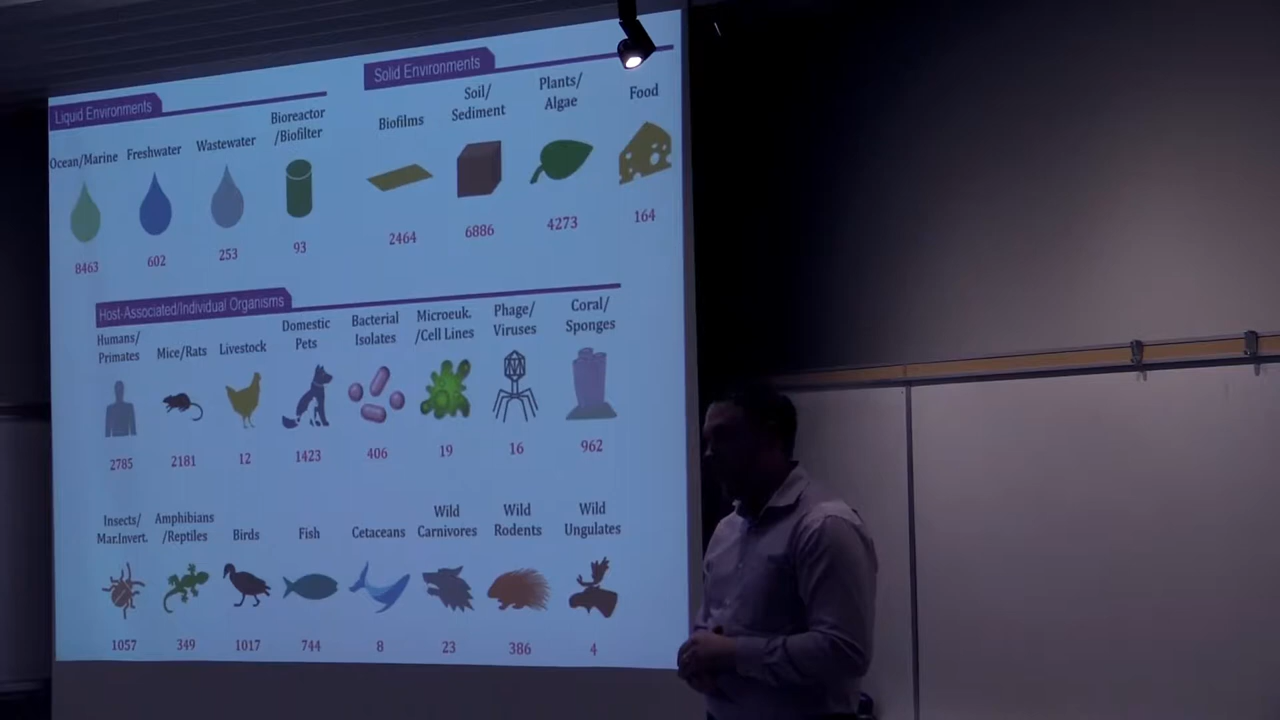 Liquid Environments
Solid Environments
Ocean/Marine
Freshwater
Wastewater
Bioreactor
/Biofilter
Biofilms
Soil/
Sediment
Plants/
Algae
Food
8463
602
253
93
2464
6886
4273
164
Host-Associated/Individual Organisms
Humans/
Primates
Mice/Rats
Livestock
Domestic
Pets
Bacterial
Isolates
Microeuk.
/Cell Lines
Phage/
Viruses
Coral/
Sponges
2785
2181
12
1423
406
19
16
962
Insects/
Mar.Invert.
Amphibians
/Reptiles
Birds
Fish
Cetaceans
Wild
Carnivores
Wild
Rodents
Wild
Ungulates
1057
349
1017
744
8
23
386
4